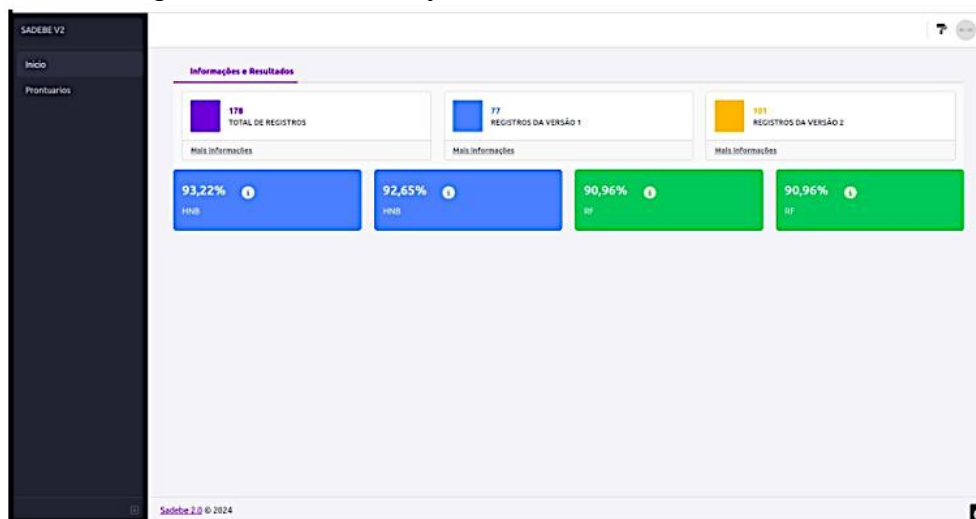 SADEBE V2
Início
Prontuarios
Informações e Resultados
178
TOTAL DE REGISTROS
Mais Informações
77
REGISTROS DA VERSÃO 1
Mais Informações
101
REGISTROS DA VERSÃO 2
Mais Informações
93,22%
HNB
92,65%
HNB
90,96%
RF
90,96%
RF
Sadebe 2.0 © 2024